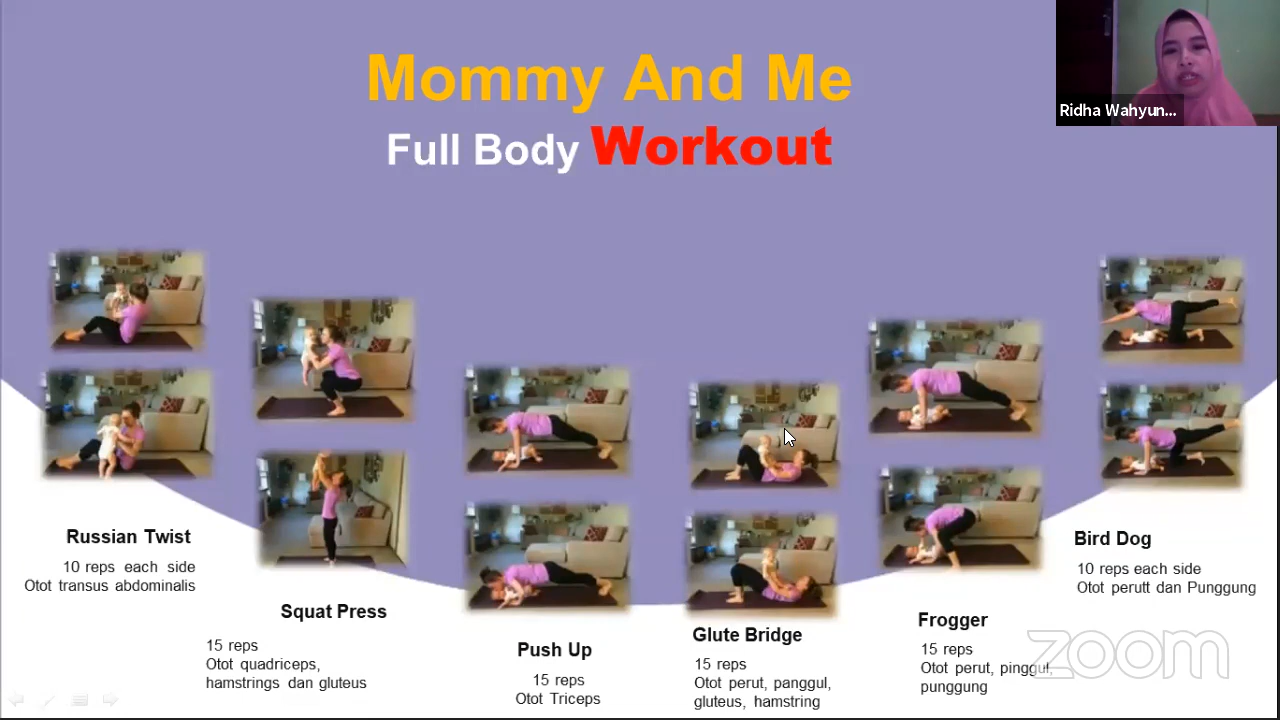 Mommy And Me
Full Body Workout
Ridha Wahyun...
Russian Twist
10 reps each side
Otot transus abdominalis
Squat Press
15 reps
Otot quadriceps,
hamstrings dan gluteus
Push Up
15 reps
Otot Triceps
Glute Bridge
15 reps
Otot perut, panggul,
gluteus, hamstring
Frogger
15 reps
Otot perut, pinggul,
punggung
Bird Dog
10 reps each side
Otot perutt dan Punggung
zoom